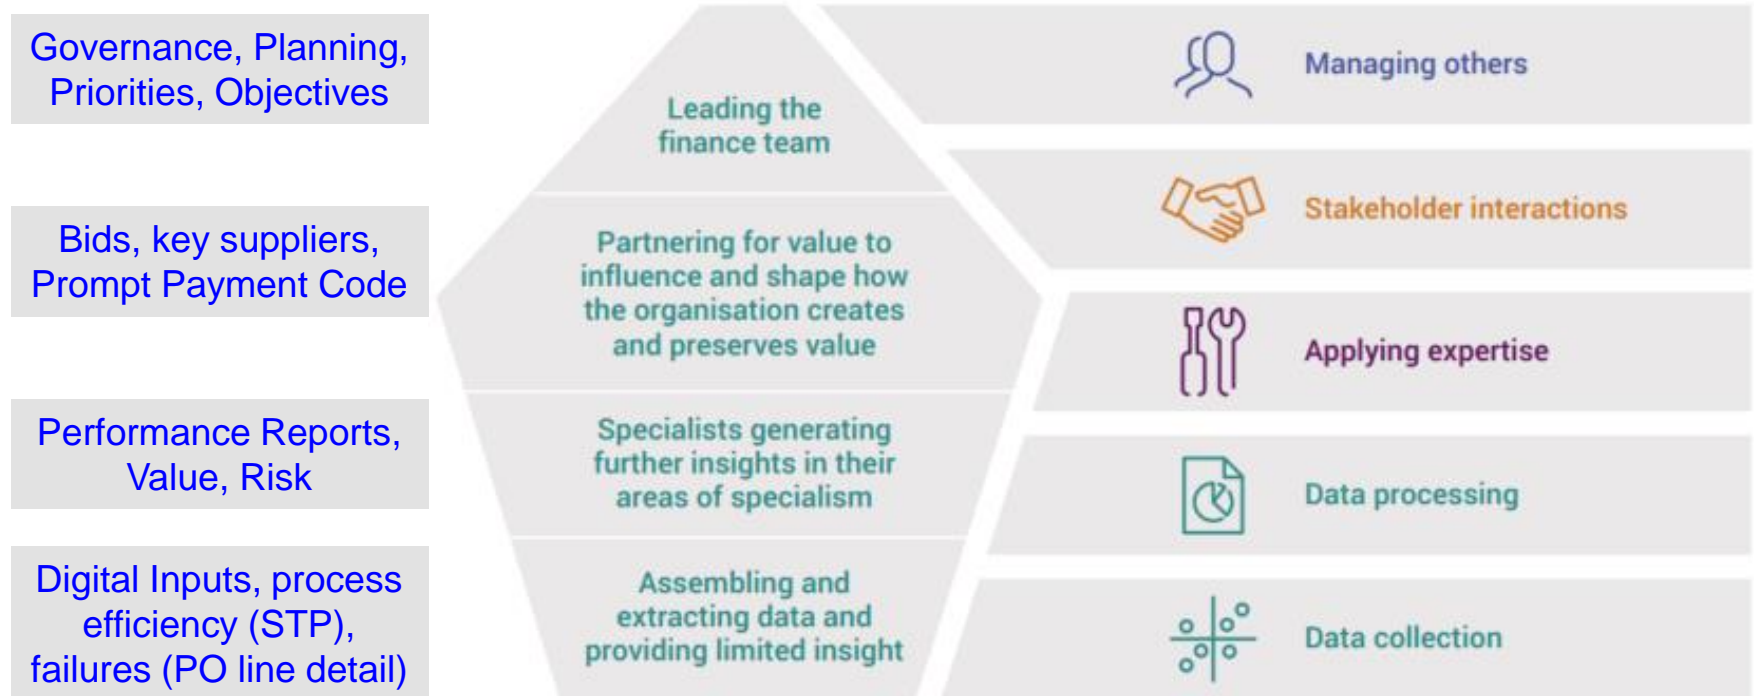 Governance, Planning,
Priorities, Objectives
Bids, key suppliers,
Prompt Payment Code
Performance Reports,
Value, Risk
Digital Inputs, process
efficiency (STP),
failures (PO line detail)
Leading the
finance team
Partnering for value to
influence and shape how
the organisation creates
and preserves value
Specialists generating
further insights in their
areas of specialism
Assembling and
extracting data and
providing limited insight
Managing others
Stakeholder interactions
Applying expertise
Data processing
Data collection